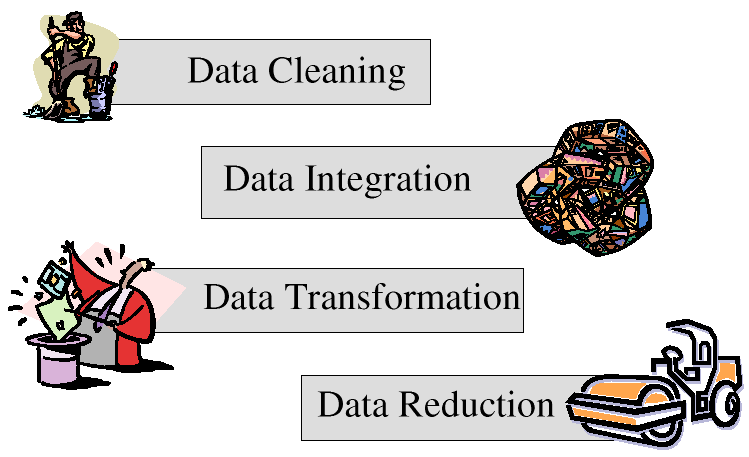 Data Cleaning
Data Integration
Data Transformation
Data Reduction